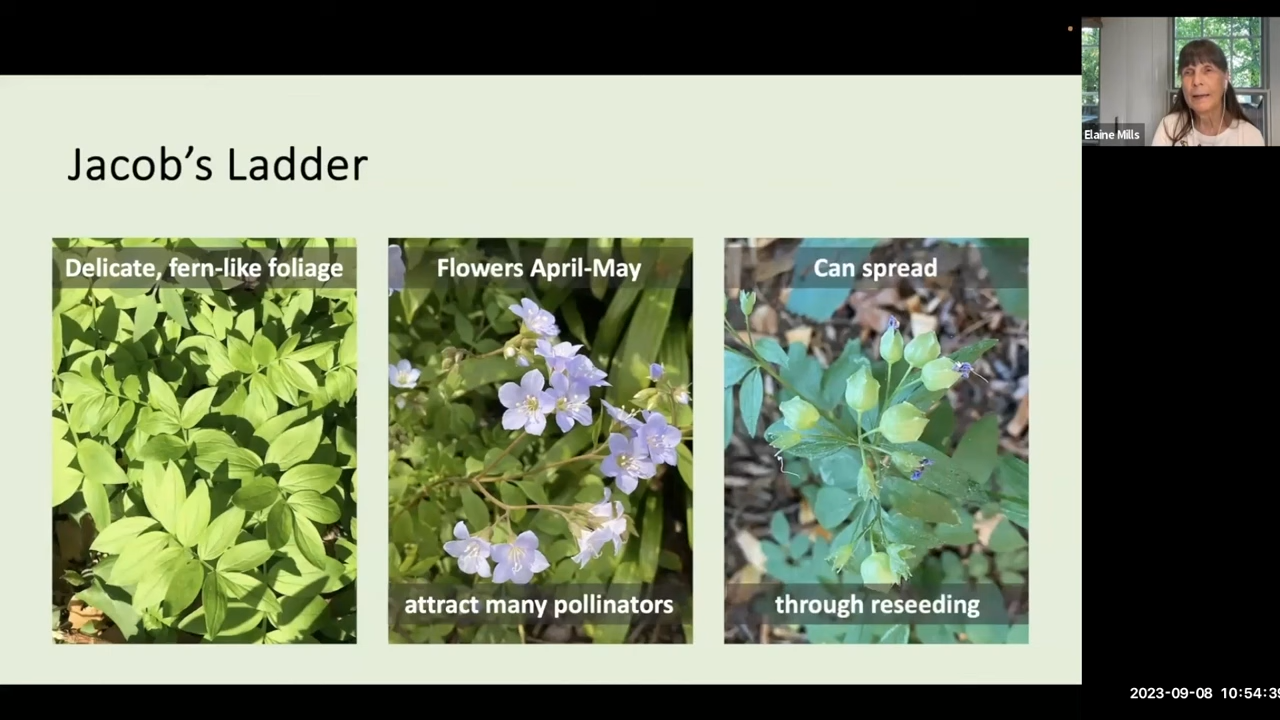 Elaine Mills
Jacob’s Ladder
Delicate, fern-like foliage
Flowers April-May
attract many pollinators
Can spread
through reseeding
2023-09-08 10:54:39